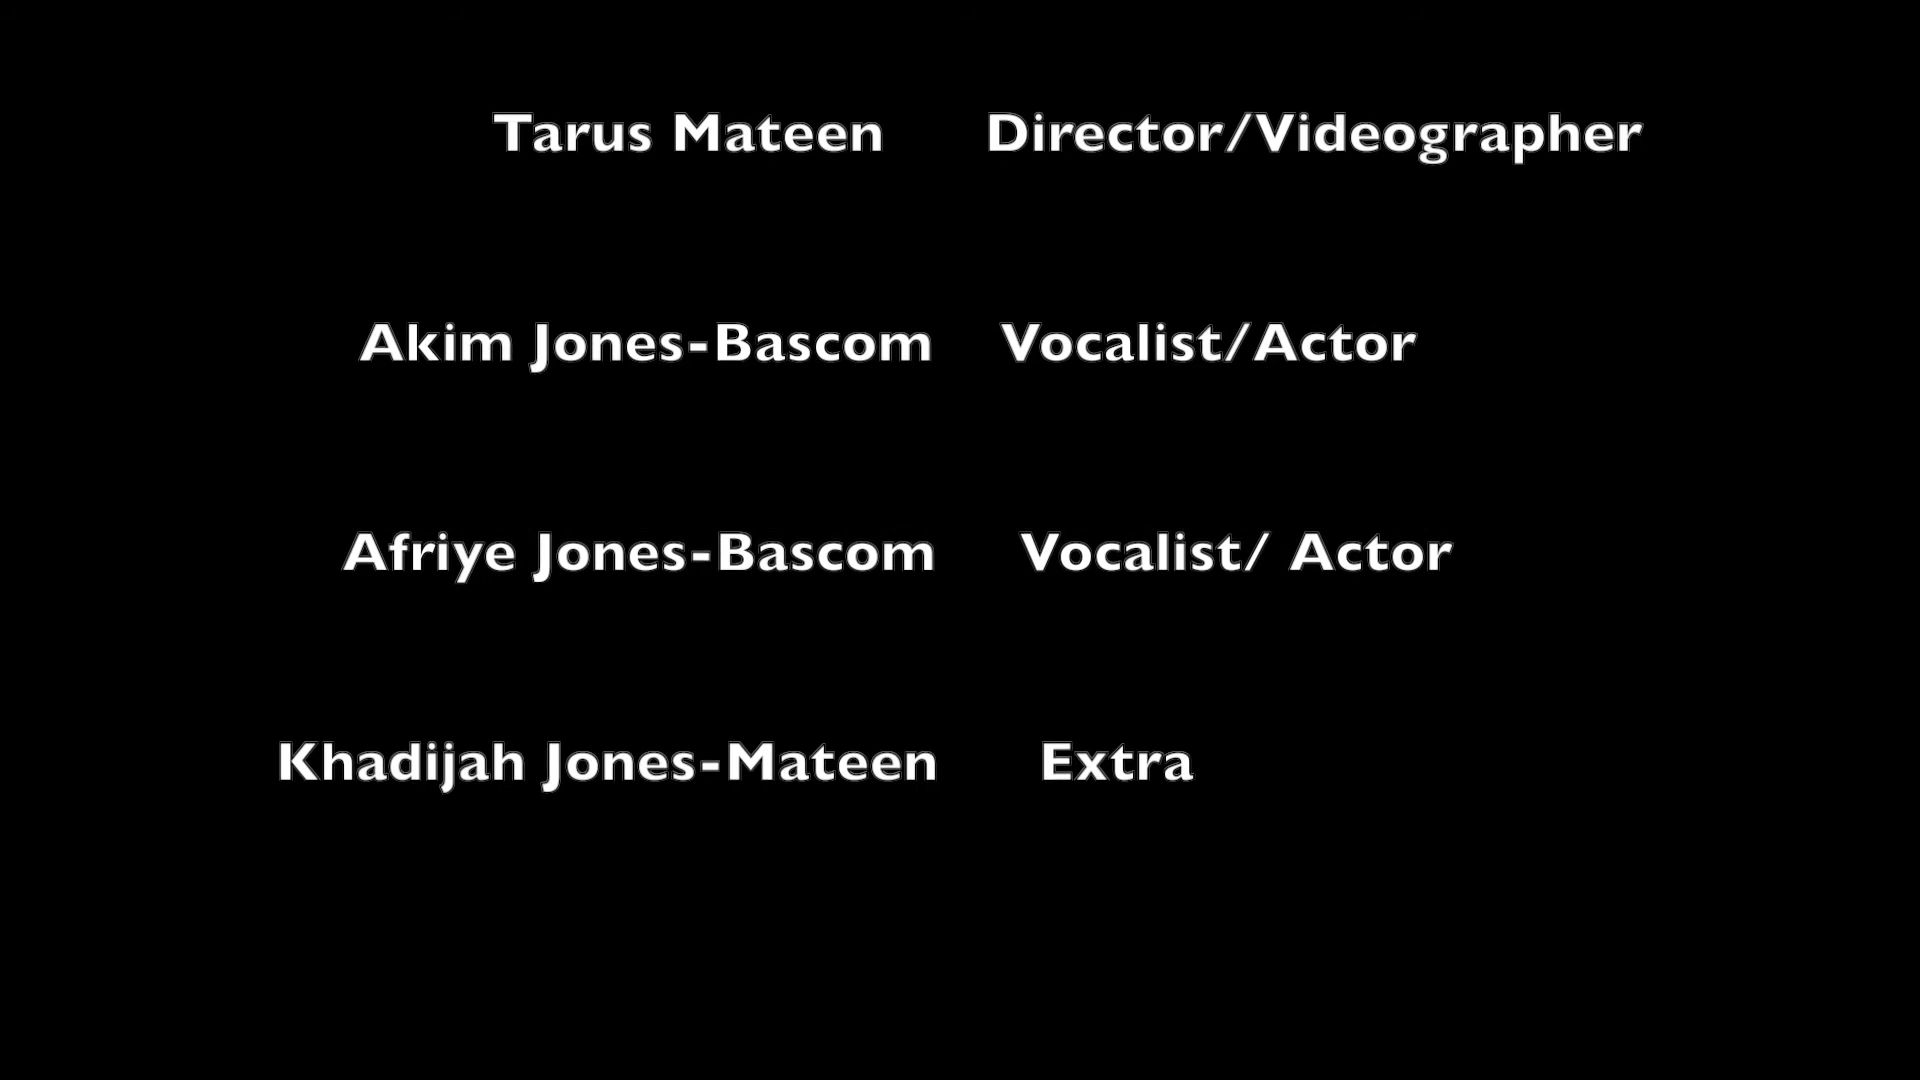 Tarus Mateen Director/Videographer
Akim Jones-Bascom Vocalist/Actor
Afriye Jones-Bascom Vocalist/ Actor
Khadijah Jones-Mateen Extra